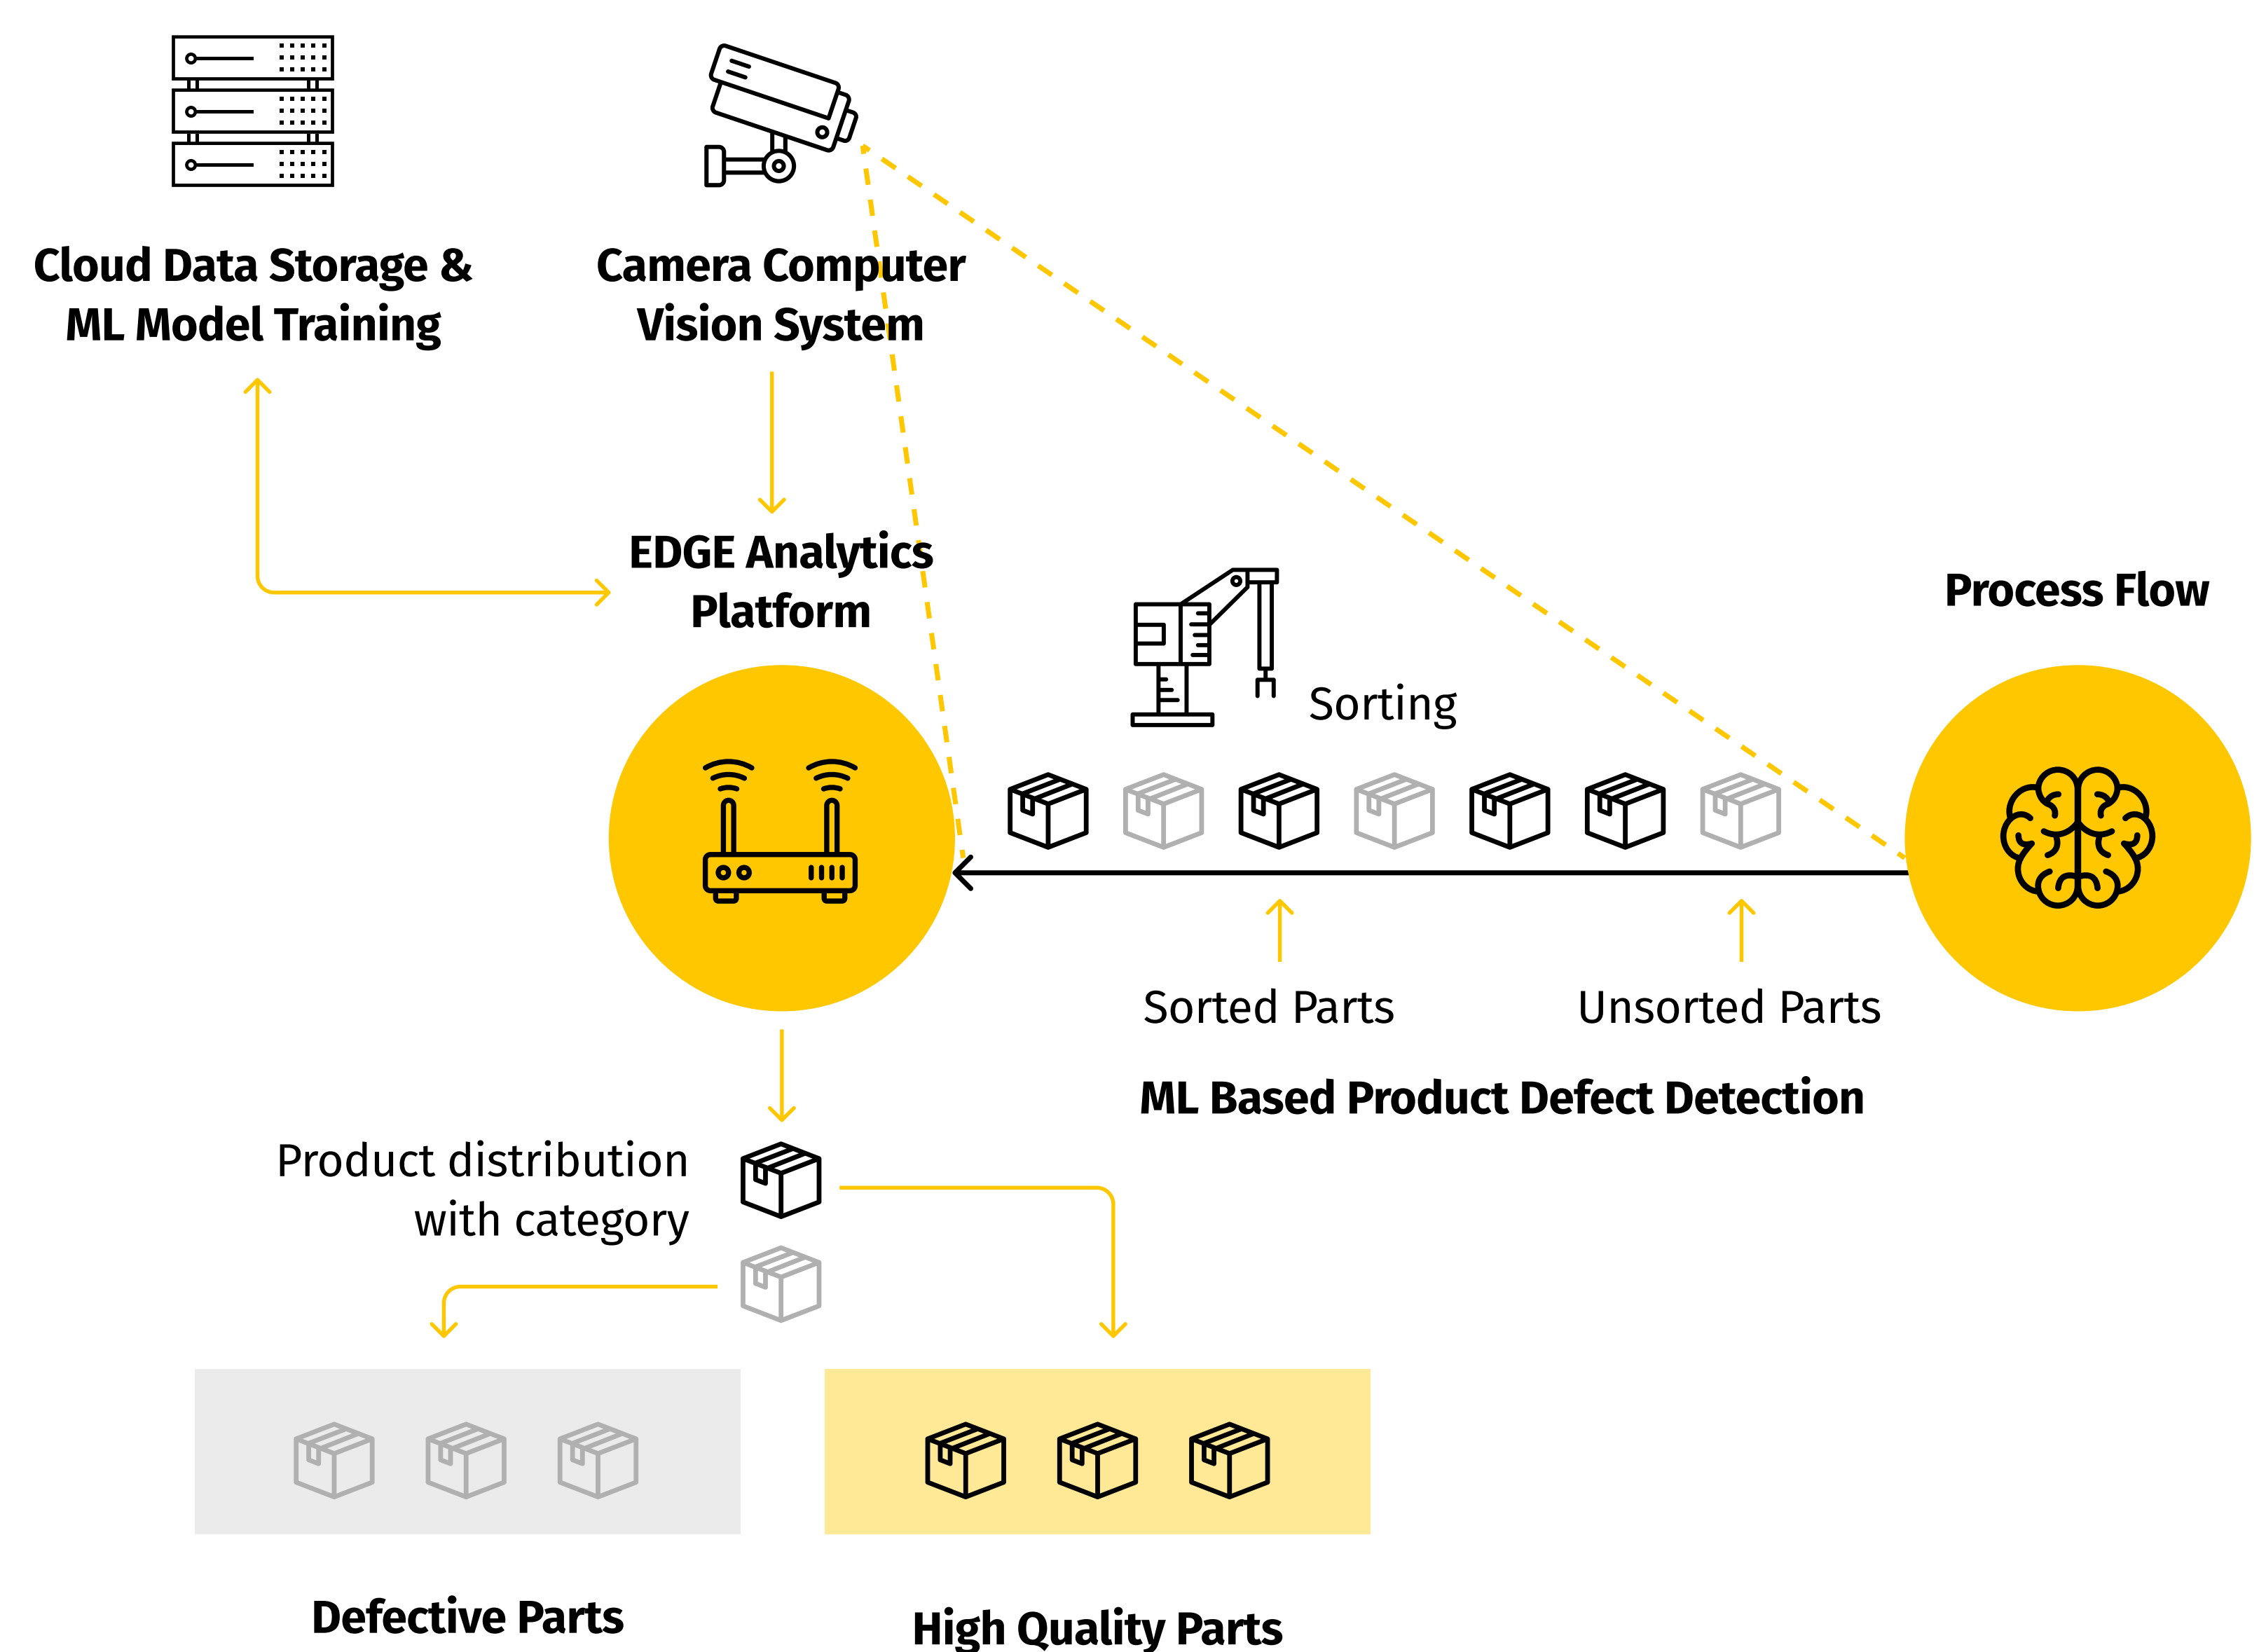 Cloud Data Storage &
ML Model Training
Camera Computer
Vision System
EDGE Analytics
Platform
Process Flow
Sorting
Sorted Parts
Unsorted Parts
ML Based Product Defect Detection
Product distribution
with category
Defective Parts
High Quality Parts